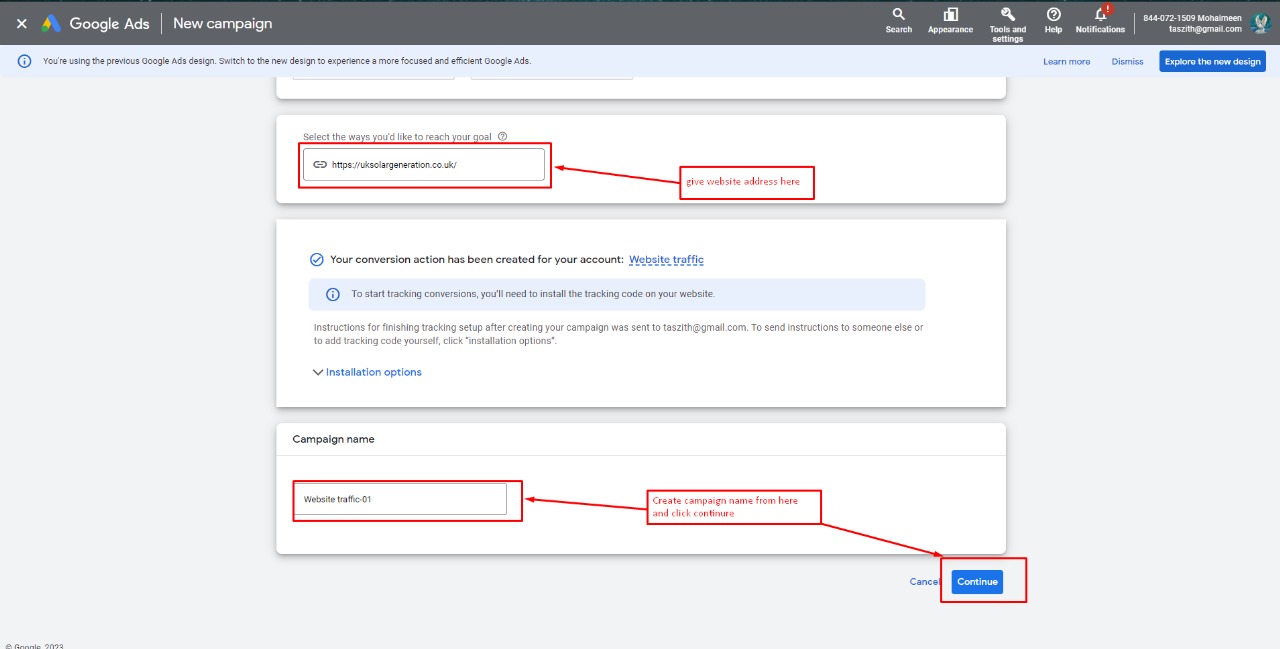 Google Ads New campaign
Search
Appearance
Tools and
settings
Help
Notifications
844-072-1509 Mohaimeen
taszith@gmail.com
You're using the previous Google Ads design. Switch to the new design to experience a more focused and efficient Google Ads.
Learn more
Dismiss
Explore the new design
Select the ways you'd like to reach your goal
https://uksolargeneration.co.uk/
give website address here
Your conversion action has been created for your account: Website traffic
To start tracking conversions, you'll need to install the tracking code on your website.
Instructions for finishing tracking setup after creating your campaign was sent to taszith@gmail.com. To send instructions to someone else or
to add tracking code yourself, click "installation options".
Installation options
Campaign name
Website traffic-01
Create campaign name from here
and click continure
Cancel
Continue
© Google, 2023